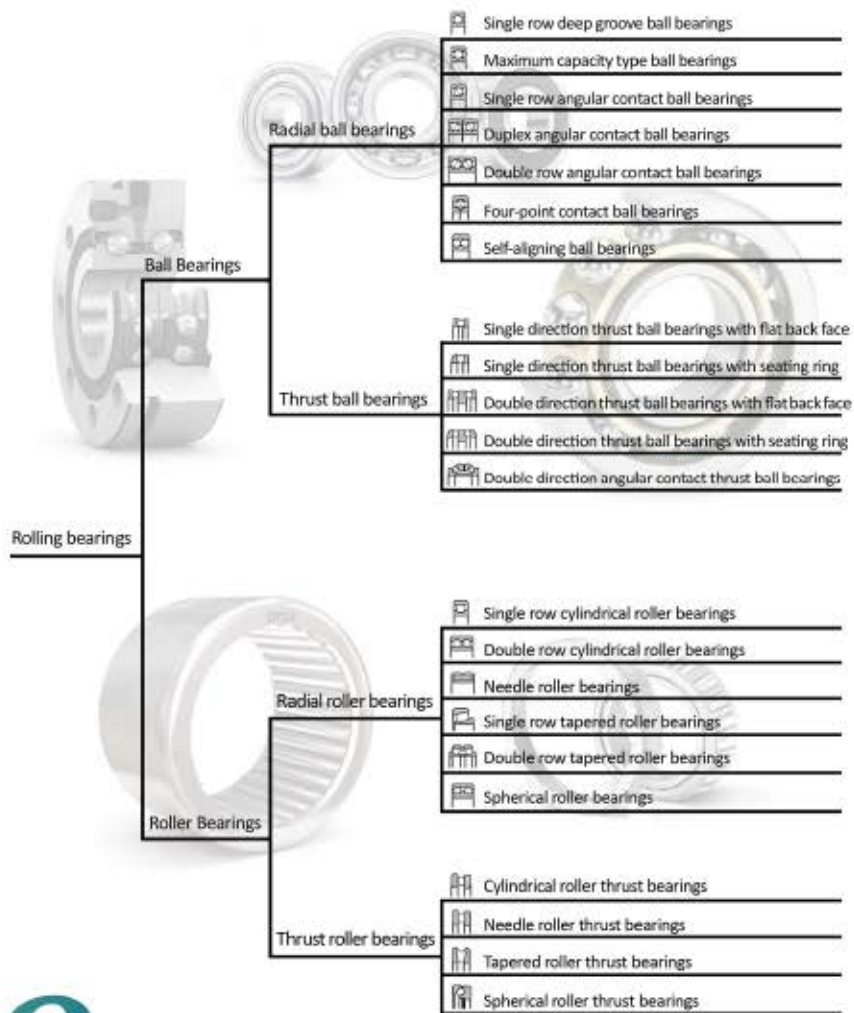 Single row deep groove ball bearings
Maximum capacity type ball bearings
Single row angular contact ball bearings
Radial ball bearings
Duplex angular contact ball bearings
Double row angular contact ball bearings
Four-point contact ball bearings
Self-aligning ball bearings
Ball Bearings
Single direction thrust ball bearings with flat back face
Single direction thrust ball bearings with seating ring
Thrust ball bearings
Double direction thrust ball bearings with flat back face
Double direction thrust ball bearings with seating ring
Double direction angular contact thrust ball bearings
Rolling bearings
Single row cylindrical roller bearings
Double row cylindrical roller bearings
Needle roller bearings
Radial roller bearings
Single row tapered roller bearings
Double row tapered roller bearings
Spherical roller bearings
Roller Bearings
Cylindrical roller thrust bearings
Needle roller thrust bearings
Thrust roller bearings
Tapered roller thrust bearings
Spherical roller thrust bearings